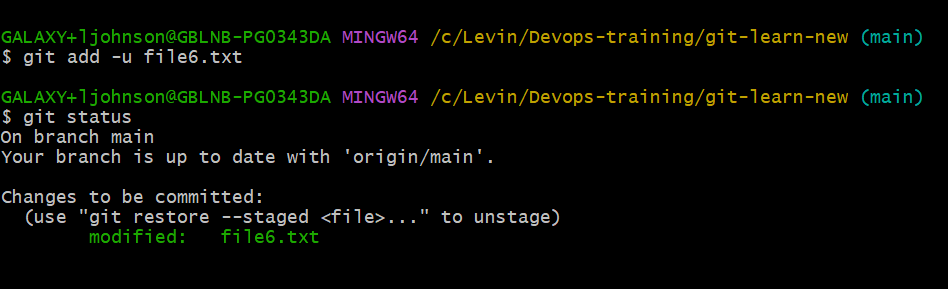 GALAXY+ljohnson@GBLNB-PG0343DA MINGW64 /c/Levin/Devops-training/git-learn-new (main)
$ git add -u file6.txt
GALAXY+ljohnson@GBLNB-PG0343DA MINGW64 /c/Levin/Devops-training/git-learn-new (main)
$ git status
On branch main
Your branch is up to date with 'origin/main'.
Changes to be committed:
  (use "git restore --staged <file>..." to unstage)
        modified:   file6.txt